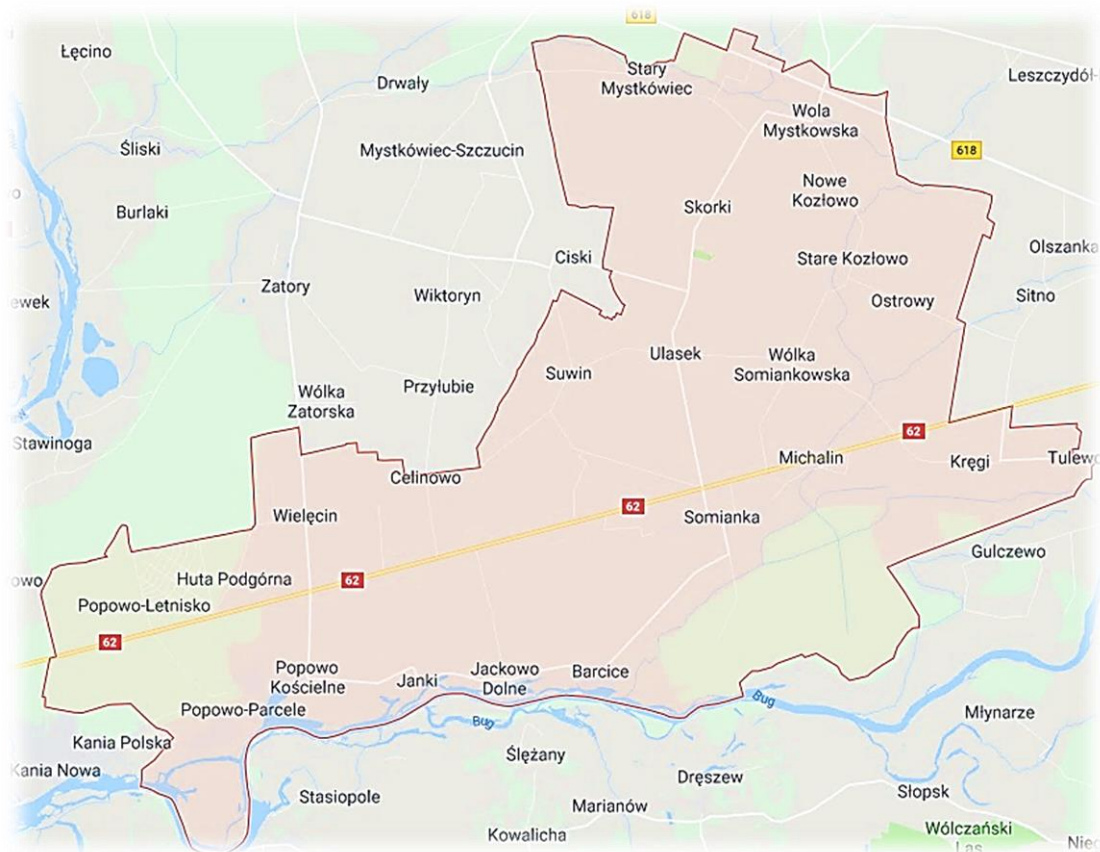 618
Łęcino
Stary
Mystkówiec
Drwały
Leszczydół-
Wola
Mystkowska
Śliski
Mystkówiec-Szczucin
618
Nowe
Kozłowo
Burlaki
Skorki
Olszanka
Ciski
Stare Kozłowo
Zatory
Wiktoryn
Ostrowy
Sitno
ewek
Ulasek
Wólka
Somiankowska
Suwin
Przyłubie
Wólka
Zatorska
62
Stawinoga
Michalin
Kręgi
Tulewo
Celinowo
62
Wielęcin
Somianka
Gulczewo
owo
Huta Podgórna
62
Popowo-Letnisko
62
Popowo
Kościelne
Janki
Jackowo
Dolne
Barcice
Bug
Popowo-Parcele
Bug
Młynarze
Kania Polska
Ślężany
Kania Nowa
Dręszew
Stasiopole
Słopsk
Marianów
Kowalicha
Wólczański
Las
Nieg